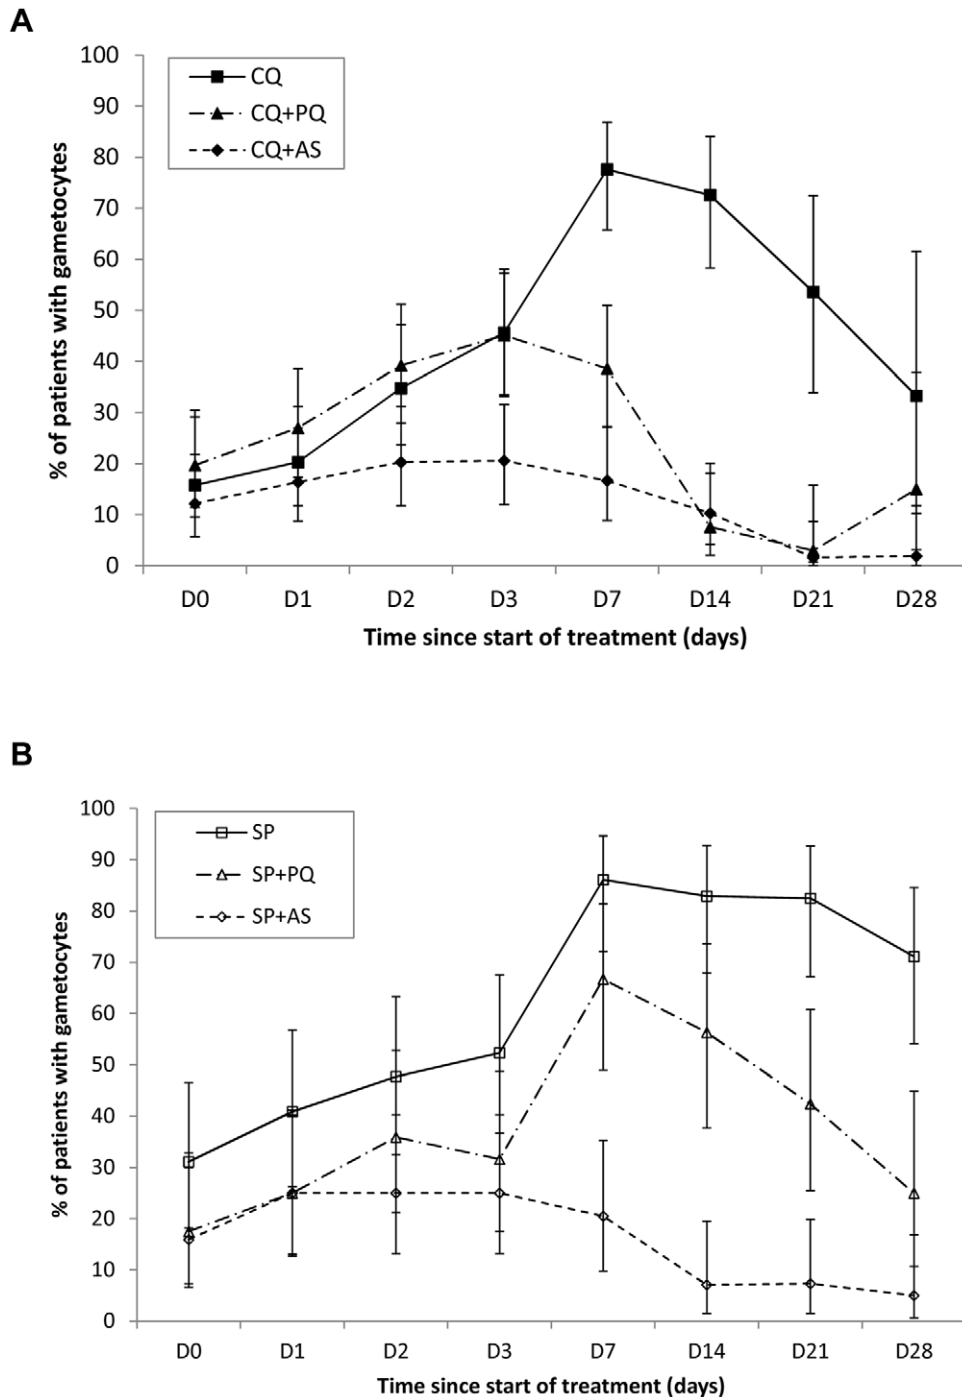 A
% of patients with gametocytes
100
90
80
70
60
50
40
30
20
10
0
CQ
CQ+PQ
CQ+AS
D0 D1 D2 D3 D7 D14 D21 D28
Time since start of treatment (days)
B
% of patients with gametocytes
100
90
80
70
60
50
40
30
20
10
0
SP
SP+PQ
SP+AS
D0 D1 D2 D3 D7 D14 D21 D28
Time since start of treatment (days)